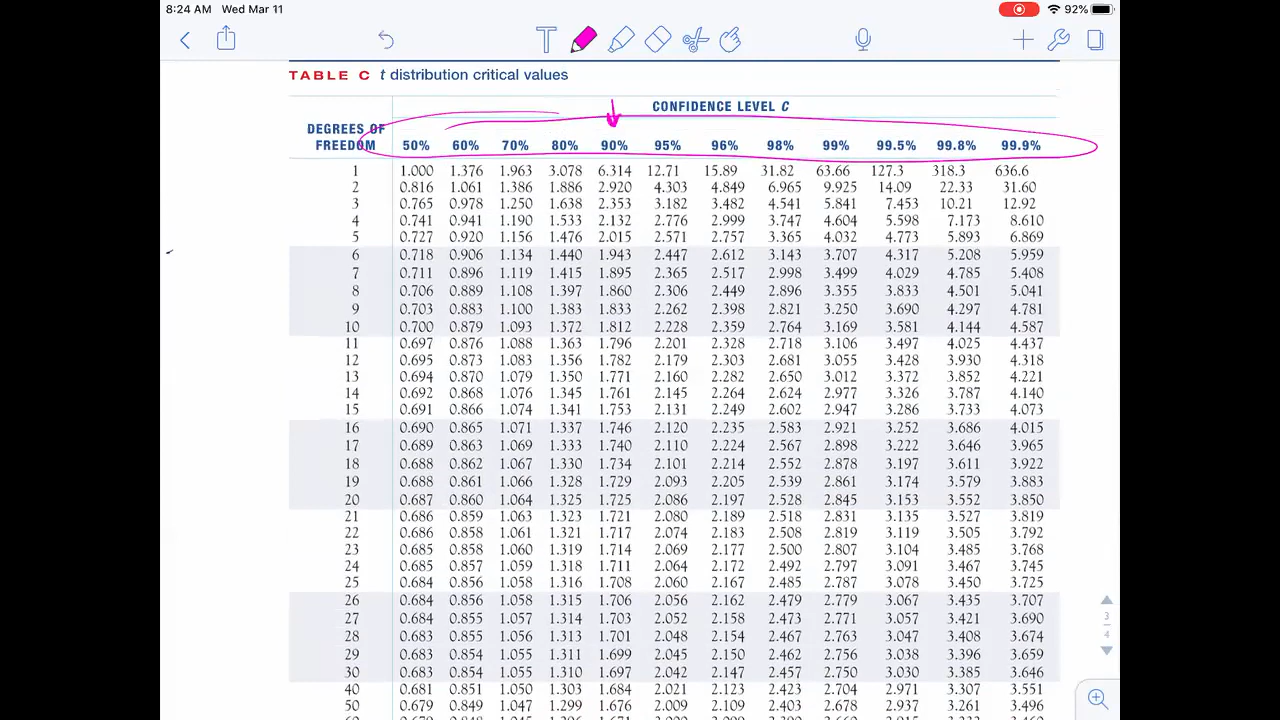 8:24 AM Wed Mar 11 92%
TABLE C t distribution critical values
CONFIDENCE LEVEL C
DEGREES OF
FREEDOM 50% 60% 70% 80% 90% 95% 96% 98% 99% 99.5% 99.8% 99.9%
1 1.000 1.376 1.963 3.078 6.314 12.71 15.89 31.82 63.66 127.3 318.3 636.6
2 0.816 1.061 1.386 1.886 2.920 4.303 4.849 6.965 9.925 14.09 22.33 31.60
3 0.765 0.978 1.250 1.638 2.353 3.182 3.482 4.541 5.841 7.453 10.21 12.92
4 0.741 0.941 1.190 1.533 2.132 2.776 2.999 3.747 4.604 5.598 7.173 8.610
5 0.727 0.920 1.156 1.476 2.015 2.571 2.757 3.365 4.032 4.773 5.893 6.869
6 0.718 0.906 1.134 1.440 1.943 2.447 2.612 3.143 3.707 4.317 5.208 5.959
7 0.711 0.896 1.119 1.415 1.895 2.365 2.517 2.998 3.499 4.029 4.785 5.408
8 0.706 0.889 1.108 1.397 1.860 2.306 2.449 2.896 3.355 3.833 4.501 5.041
9 0.703 0.883 1.100 1.383 1.833 2.262 2.398 2.821 3.250 3.690 4.297 4.781
10 0.700 0.879 1.093 1.372 1.812 2.228 2.359 2.764 3.169 3.581 4.144 4.587
11 0.697 0.876 1.088 1.363 1.796 2.201 2.328 2.718 3.106 3.497 4.025 4.437
12 0.695 0.873 1.083 1.356 1.782 2.179 2.303 2.681 3.055 3.428 3.930 4.318
13 0.694 0.870 1.079 1.350 1.771 2.160 2.282 2.650 3.012 3.372 3.852 4.221
14 0.692 0.868 1.076 1.345 1.761 2.145 2.264 2.624 2.977 3.326 3.787 4.140
15 0.691 0.866 1.074 1.341 1.753 2.131 2.249 2.602 2.947 3.286 3.733 4.073
16 0.690 0.865 1.071 1.337 1.746 2.120 2.235 2.583 2.921 3.252 3.686 4.015
17 0.689 0.863 1.069 1.333 1.740 2.110 2.224 2.567 2.898 3.222 3.646 3.965
18 0.688 0.862 1.067 1.330 1.734 2.101 2.214 2.552 2.878 3.197 3.611 3.922
19 0.688 0.861 1.066 1.328 1.729 2.093 2.205 2.539 2.861 3.174 3.579 3.883
20 0.687 0.860 1.064 1.325 1.725 2.086 2.197 2.528 2.845 3.153 3.552 3.850
21 0.686 0.859 1.063 1.323 1.721 2.080 2.189 2.518 2.831 3.135 3.527 3.819
22 0.686 0.858 1.061 1.321 1.717 2.074 2.183 2.508 2.819 3.119 3.505 3.792
23 0.685 0.858 1.060 1.319 1.714 2.069 2.177 2.500 2.807 3.104 3.485 3.768
24 0.685 0.857 1.059 1.318 1.711 2.064 2.172 2.492 2.797 3.091 3.467 3.745
25 0.684 0.856 1.058 1.316 1.708 2.060 2.167 2.485 2.787 3.078 3.450 3.725
26 0.684 0.856 1.058 1.315 1.706 2.056 2.162 2.479 2.779 3.067 3.435 3.707
27 0.684 0.855 1.057 1.314 1.703 2.052 2.158 2.473 2.771 3.057 3.421 3.690
28 0.683 0.855 1.056 1.313 1.701 2.048 2.154 2.467 2.763 3.047 3.408 3.674
29 0.683 0.854 1.055 1.311 1.699 2.045 2.150 2.462 2.756 3.038 3.396 3.659
30 0.683 0.854 1.055 1.310 1.697 2.042 2.147 2.457 2.750 3.030 3.385 3.646
40 0.681 0.851 1.050 1.303 1.684 2.021 2.123 2.423 2.704 2.971 3.307 3.551
50 0.679 0.849 1.047 1.299 1.676 2.009 2.109 2.403 2.678 2.937 3.261 3.496
3
4